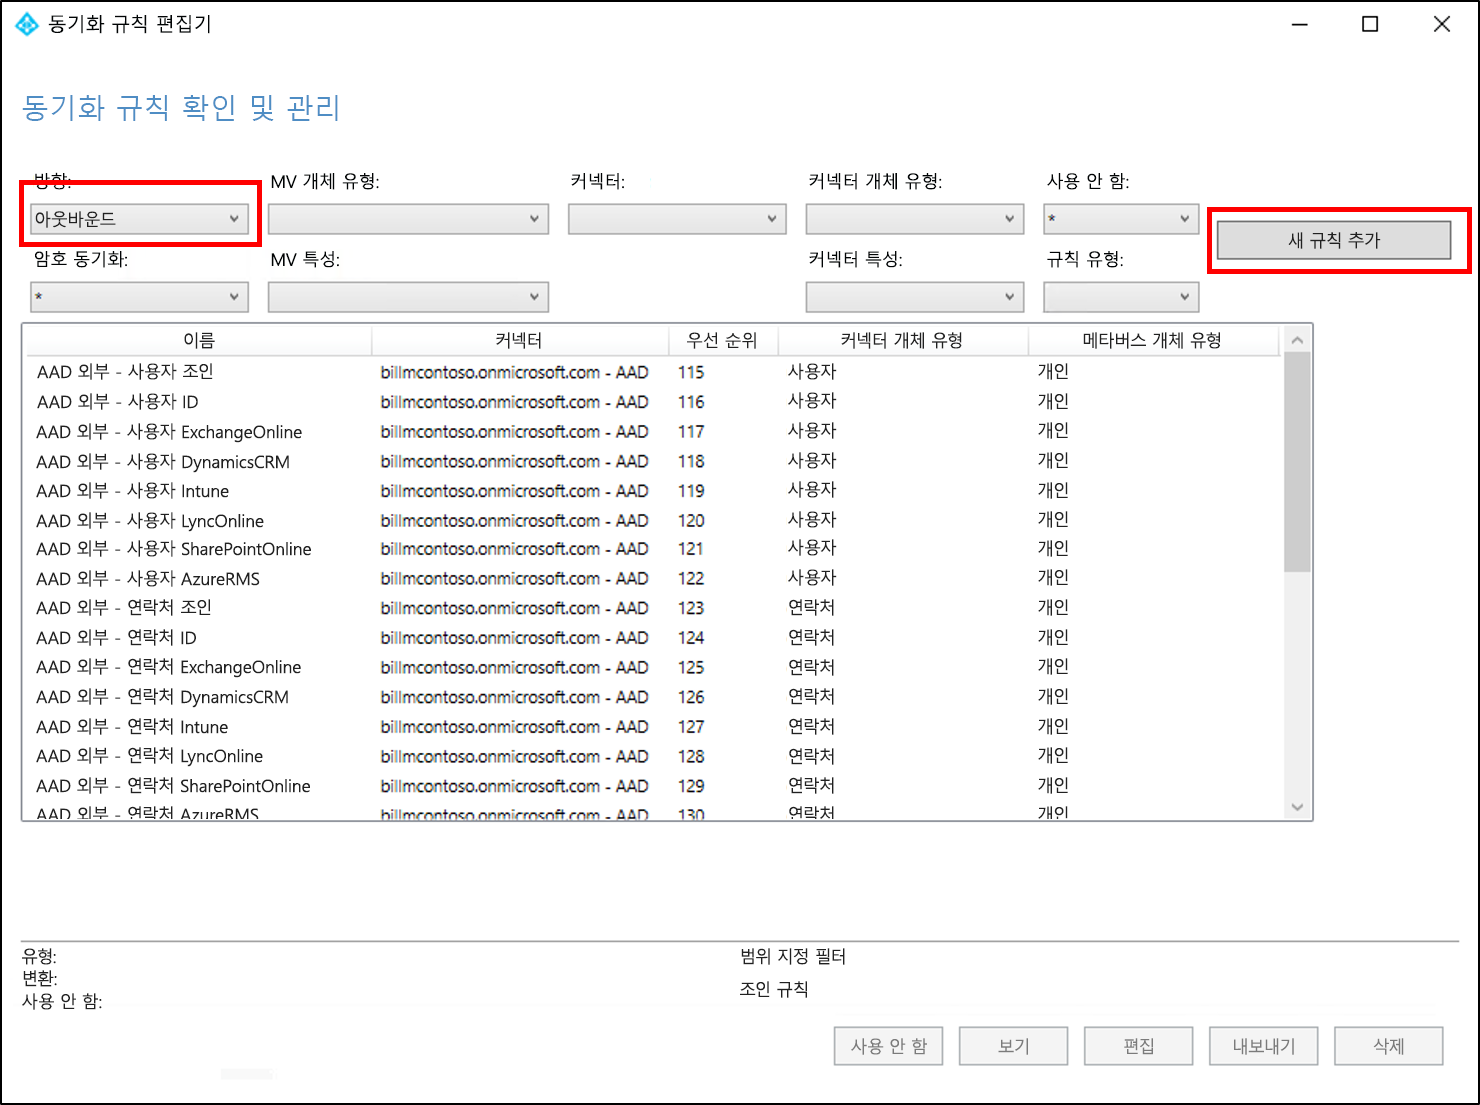 동기화 규칙 편집기
동기화 규칙 확인 및 관리
방향: MV 개체 유형: 커넥터: 커넥터 개체 유형: 사용 안 함:
아웃바운드 *
새 규칙 추가
암호 동기화: MV 특성: 커넥터 특성: 규칙 유형:
*
이름 커넥터 우선 순위 커넥터 개체 유형 메타버스 개체 유형
AAD 외부 - 사용자 조인 billmcontoso.onmicrosoft.com - AAD 115 사용자 개인
AAD 외부 - 사용자 ID billmcontoso.onmicrosoft.com - AAD 116 사용자 개인
AAD 외부 - 사용자 ExchangeOnline billmcontoso.onmicrosoft.com - AAD 117 사용자 개인
AAD 외부 - 사용자 DynamicsCRM billmcontoso.onmicrosoft.com - AAD 118 사용자 개인
AAD 외부 - 사용자 Intune billmcontoso.onmicrosoft.com - AAD 119 사용자 개인
AAD 외부 - 사용자 LyncOnline billmcontoso.onmicrosoft.com - AAD 120 사용자 개인
AAD 외부 - 사용자 SharePointOnline billmcontoso.onmicrosoft.com - AAD 121 사용자 개인
AAD 외부 - 사용자 AzureRMS billmcontoso.onmicrosoft.com - AAD 122 사용자 개인
AAD 외부 - 연락처 조인 billmcontoso.onmicrosoft.com - AAD 123 연락처 개인
AAD 외부 - 연락처 ID billmcontoso.onmicrosoft.com - AAD 124 연락처 개인
AAD 외부 - 연락처 ExchangeOnline billmcontoso.onmicrosoft.com - AAD 125 연락처 개인
AAD 외부 - 연락처 DynamicsCRM billmcontoso.onmicrosoft.com - AAD 126 연락처 개인
AAD 외부 - 연락처 Intune billmcontoso.onmicrosoft.com - AAD 127 연락처 개인
AAD 외부 - 연락처 LyncOnline billmcontoso.onmicrosoft.com - AAD 128 연락처 개인
AAD 외부 - 연락처 SharePointOnline billmcontoso.onmicrosoft.com - AAD 129 연락처 개인
AAD 외부 - 연락처 AzureRMS billmcontoso.onmicrosoft.com - AAD 130 연락처 개인
유형: 범위 지정 필터
변환:
조인 규칙
사용 안 함:
사용 안 함 보기 편집 내보내기 삭제